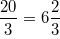 20/3 = 6 2/3